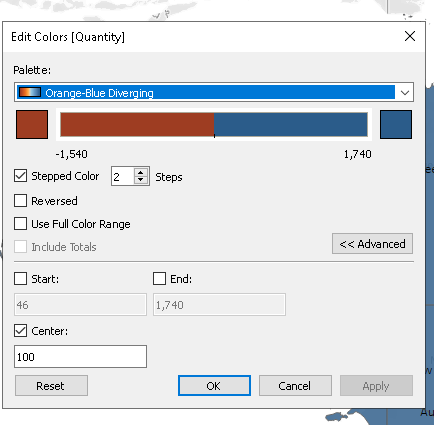 Edit Colors [Quantity]
Palette:
Orange-Blue Diverging
-1,540 1,740
Stepped Color 2 Steps
Reversed
Use Full Color Range
Include Totals
<< Advanced
Start: End:
46 1,740
Center:
100
Reset OK Cancel Apply
Au